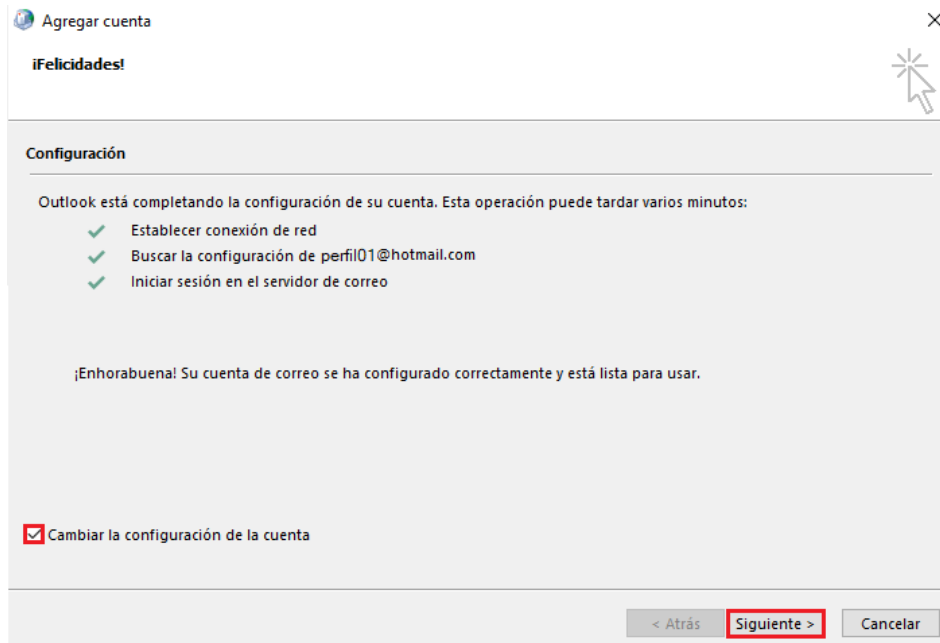 Agregar cuenta
¡Felicidades!
Configuración
Outlook está completando la configuración de su cuenta. Esta operación puede tardar varios minutos:
Establecer conexión de red
Buscar la configuración de perfil01@hotmail.com
Iniciar sesión en el servidor de correo
¡Enhorabuena! Su cuenta de correo se ha configurado correctamente y está lista para usar.
Cambiar la configuración de la cuenta
< Atrás Siguiente > Cancelar